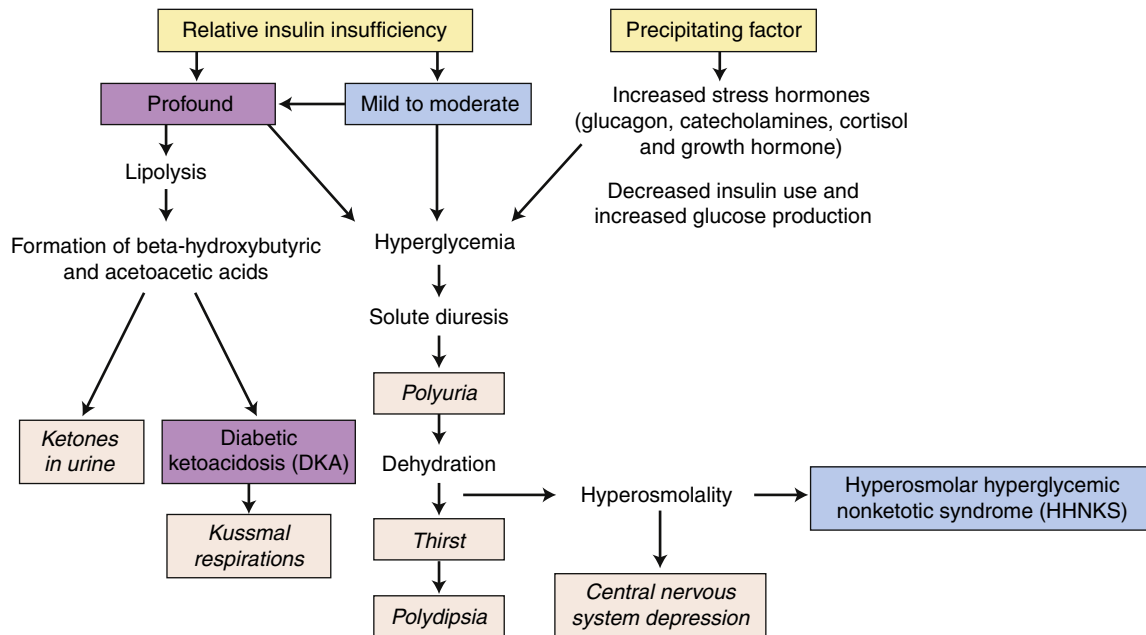 Relative insulin insufficiency
Precipitating factor
Profound
Mild to moderate
Increased stress hormones
(glucagon, catecholamines, cortisol
and growth hormone)
Lipolysis
Decreased insulin use and
increased glucose production
Formation of beta-hydroxybutyric
and acetoacetic acids
Hyperglycemia
Solute diuresis
Polyuria
Ketones
in urine
Diabetic
ketoacidosis (DKA)
Dehydration
Hyperosmolality
Hyperosmolar hyperglycemic
nonketotic syndrome (HHNKS)
Kussmal
respirations
Thirst
Central nervous
system depression
Polydipsia